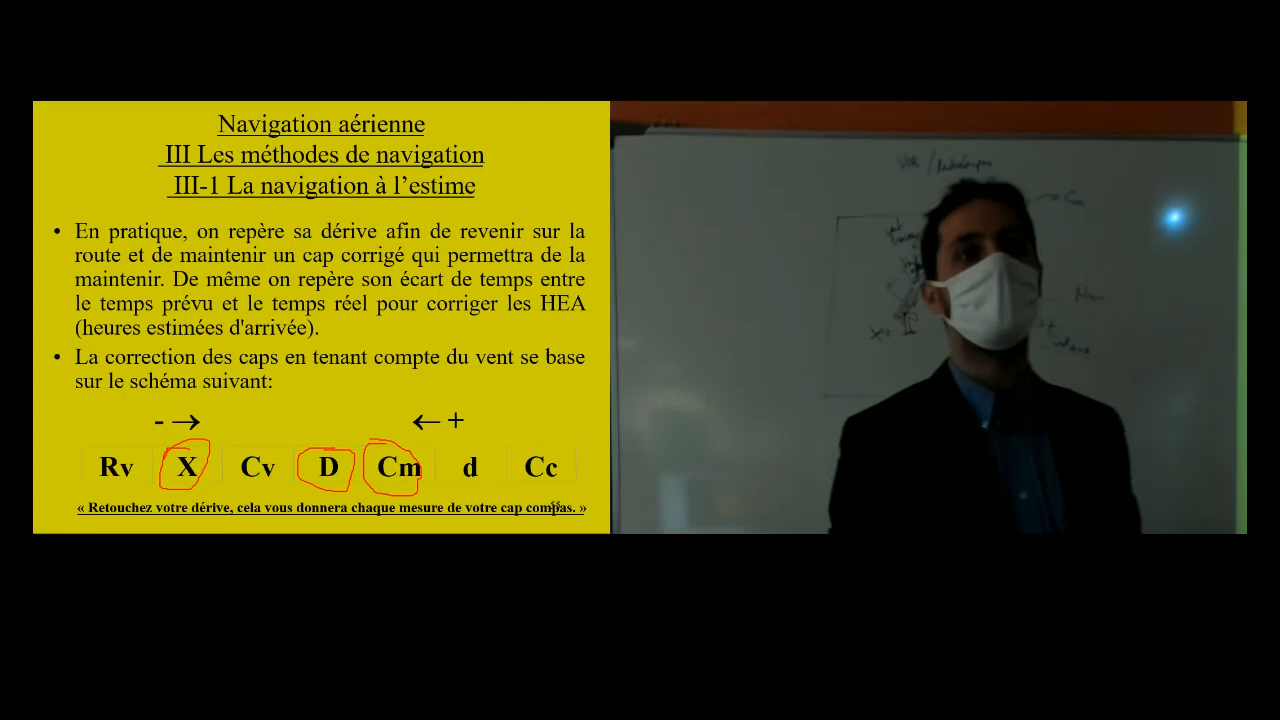 Navigation aérienne
III Les méthodes de navigation
III-1 La navigation à l’estime
• En pratique, on repère sa dérive afin de revenir sur la
route et de maintenir un cap corrigé qui permettra de la
maintenir. De même on repère son écart de temps entre
le temps prévu et le temps réel pour corriger les HEA
(heures estimées d'arrivée).
• La correction des caps en tenant compte du vent se base
sur le schéma suivant:
- → ← +
Rv X Cv D Cm d Cc
« Retouchez votre dérive, cela vous donnera chaque mesure de votre cap compas. »
VOR /